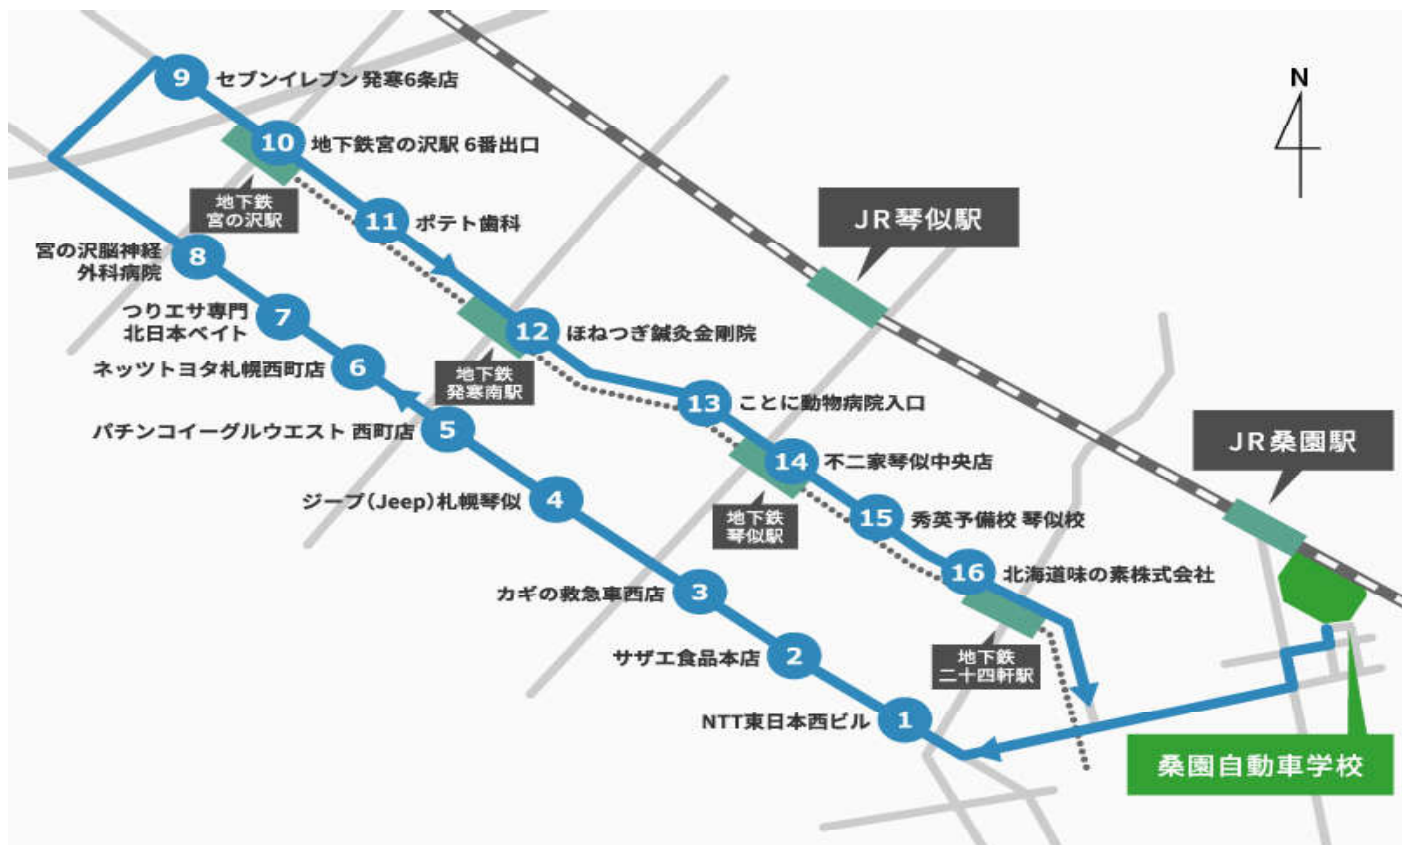 9 セブンイレブン 発寒6条店
10 地下鉄宮の沢駅 6番出口
地下鉄
宮の沢駅
11 ポテト歯科
N
JR琴似駅
宮の沢脳神経
外科病院
8
つりエサ専門
北日本ベイト
7
12 ほねつぎ鍼灸金剛院
ネッツトヨタ札幌西町店 6
地下鉄
発寒南駅
13 ことに動物病院入口
パチンコイーグルウエスト 西町店 5
JR桑園駅
14 不二家琴似中央店
ジープ(Jeep)札幌琴似 4
地下鉄
琴似駅
15 秀英予備校 琴似校
16 北海道味の素株式会社
カギの救急車西店 3
サザエ食品本店 2
地下鉄
二十四軒駅
NTT東日本西ビル 1
桑園自動車学校